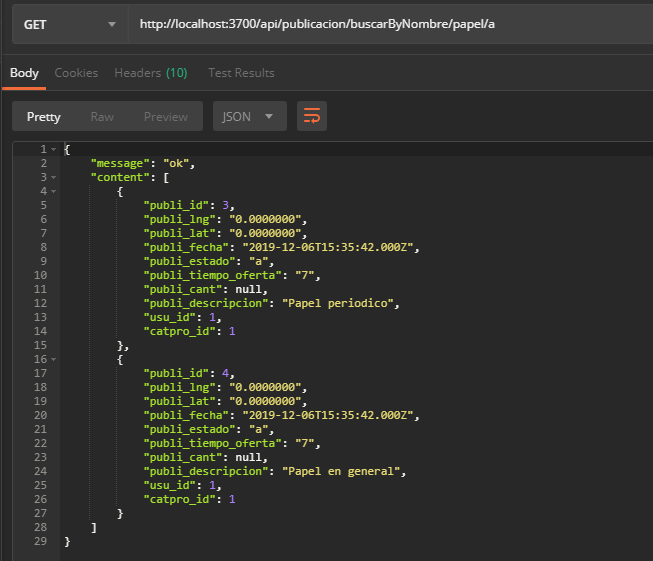 GET http://localhost:3700/api/publicacion/buscarByNombre/papel/a
Body Cookies Headers (10) Test Results
Pretty Raw Preview JSON
1 {
2 "message": "ok",
3 "content": [
4 {
5 "publi_id": 3,
6 "publi_lng": "0.0000000",
7 "publi_lat": "0.0000000",
8 "publi_fecha": "2019-12-06T15:35:42.000Z",
9 "publi_estado": "a",
10 "publi_tiempo_oferta": "7",
11 "publi_cant": null,
12 "publi_descripcion": "Papel periodico",
13 "usu_id": 1,
14 "catpro_id": 1
15 },
16 {
17 "publi_id": 4,
18 "publi_lng": "0.0000000",
19 "publi_lat": "0.0000000",
20 "publi_fecha": "2019-12-06T15:35:42.000Z",
21 "publi_estado": "a",
22 "publi_tiempo_oferta": "7",
23 "publi_cant": null,
24 "publi_descripcion": "Papel en general",
25 "usu_id": 1,
26 "catpro_id": 1
27 }
28 ]
29 }